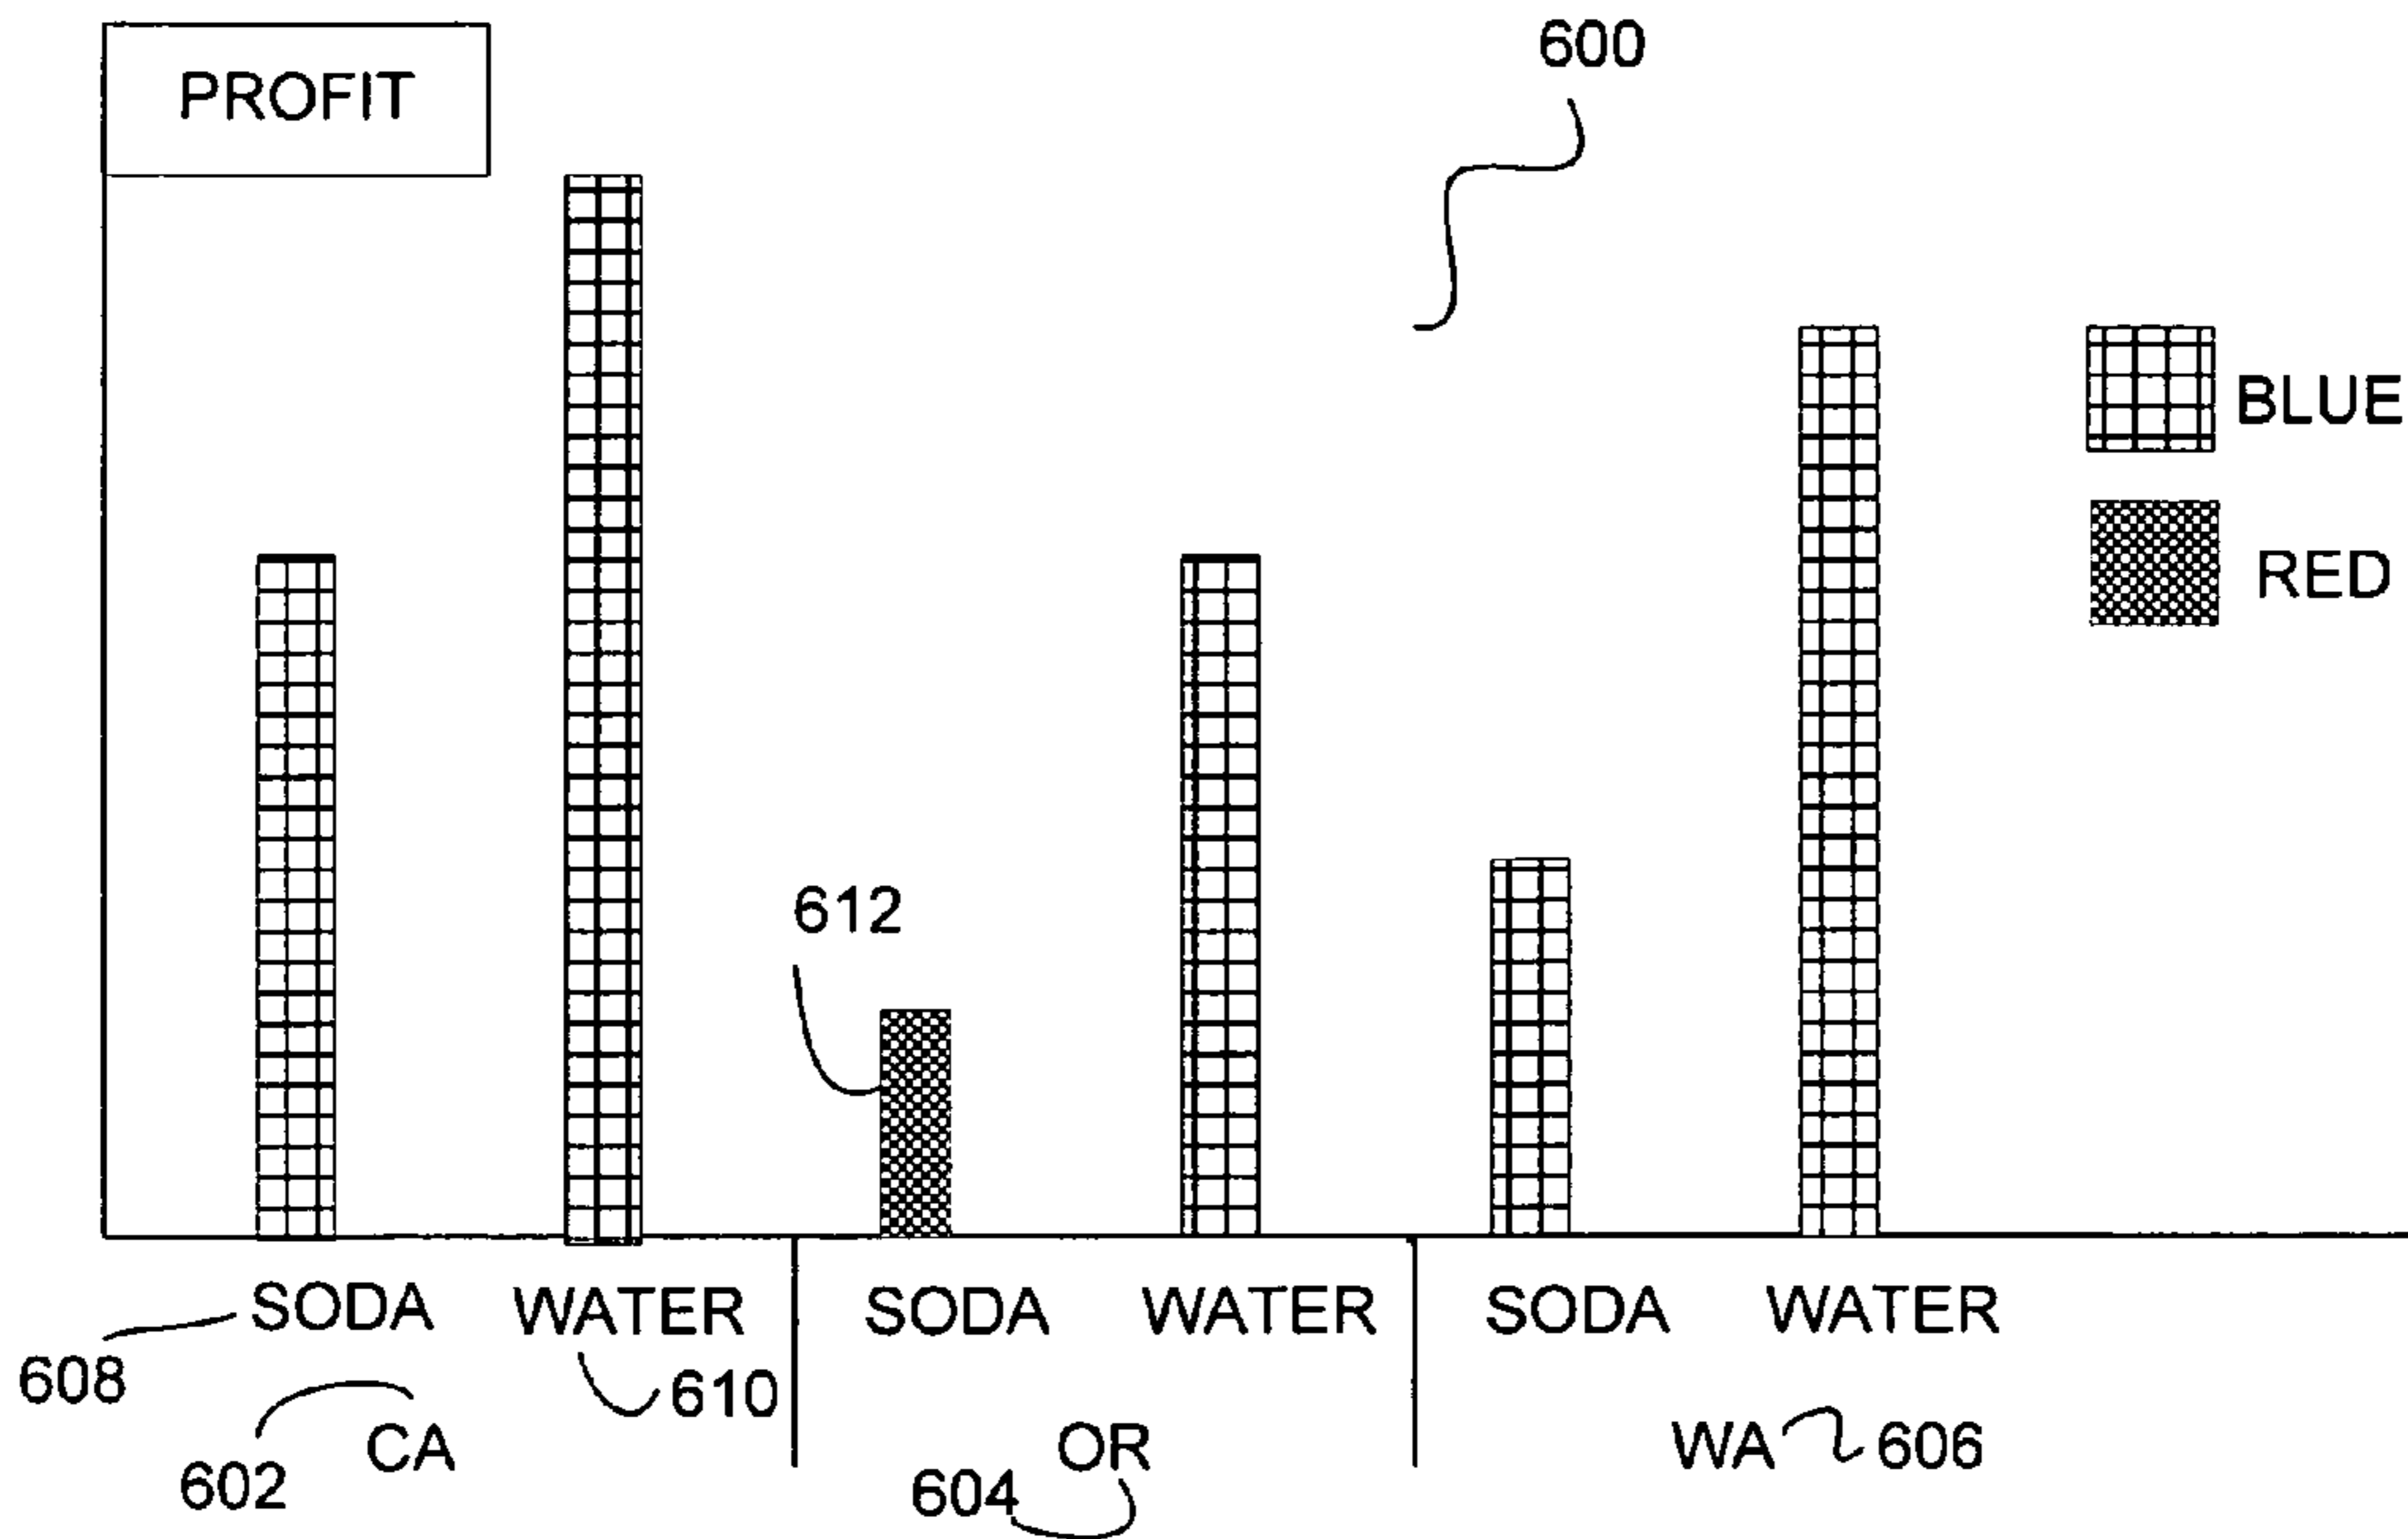 600
PROFIT
BLUE
RED
612
SODA WATER SODA WATER SODA WATER
608 610
CA OR WA 606
602 604